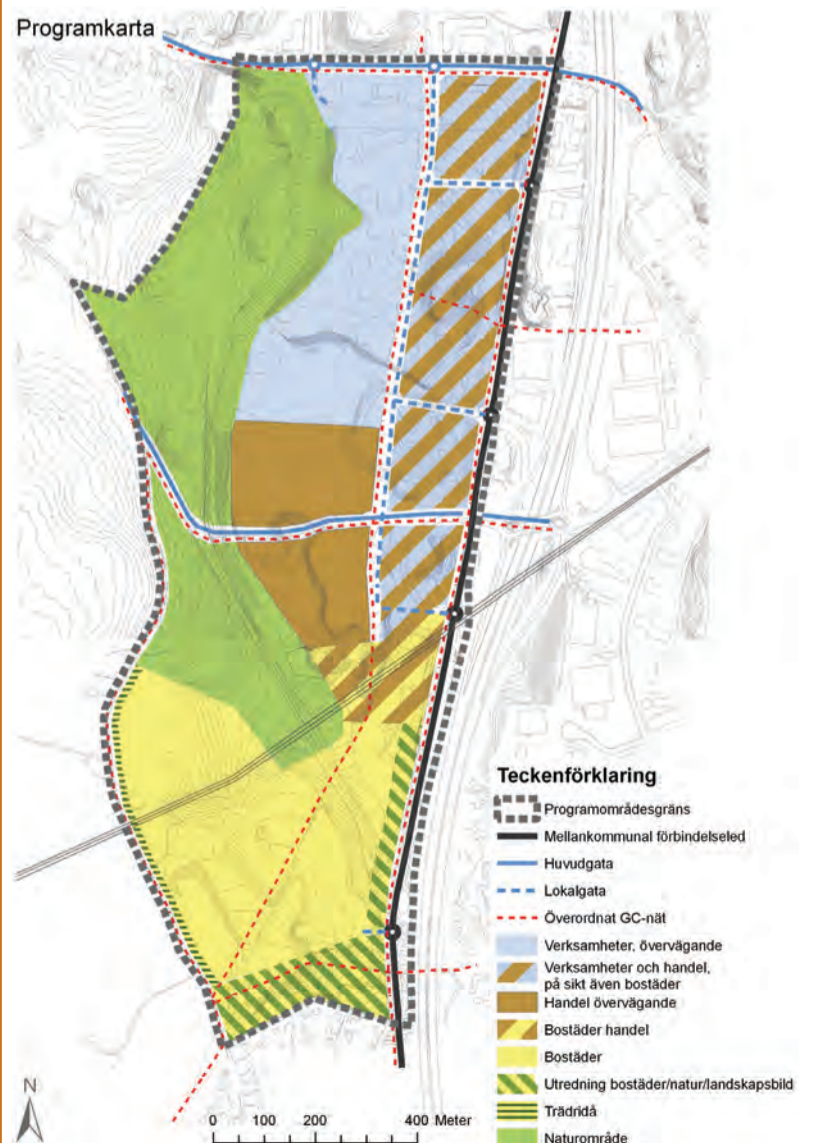 Programkarta
Teckenförklaring
Programområdesgräns
Mellankommunal förbindelseled
Huvudgata
Lokalgata
Överordnat GC-nät
Verksamheter, övervägande
Verksamheter och handel,
på sikt även bostäder
Handel övervägande
Bostäder handel
Bostäder
Utredning bostäder/natur/landskapsbild
Trädridå
Naturområde
N
0 100 200 400 Meter